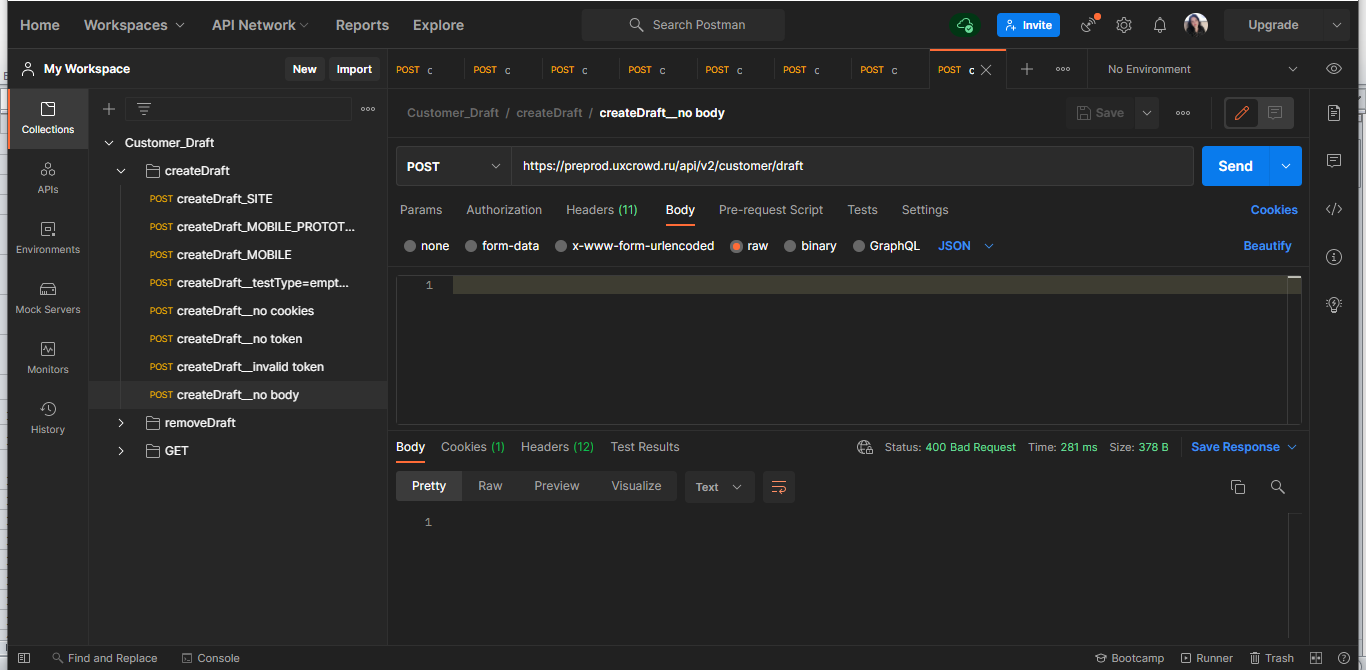 Home Workspaces API Network Reports Explore Search Postman Invite Upgrade
My Workspace New Import POST c POST c POST c POST c POST c POST c POST c POST c No Environment
Collections
APIs
Environments
Mock Servers
Monitors
History
Customer_Draft
createDraft
POST createDraft_SITE
POST createDraft_MOBILE_PROTOT...
POST createDraft_MOBILE
POST createDraft__testType=empt...
POST createDraft__no cookies
POST createDraft__no token
POST createDraft__invalid token
POST createDraft__no body
removeDraft
GET
Customer_Draft / createDraft / createDraft__no body Save
POST https://preprod.uxcrowd.ru/api/v2/customer/draft Send
Params Authorization Headers (11) Body Pre-request Script Tests Settings Cookies
none form-data x-www-form-urlencoded raw binary GraphQL JSON Beautify
1
Body Cookies (1) Headers (12) Test Results Status: 400 Bad Request Time: 281 ms Size: 378 B Save Response
Pretty Raw Preview Visualize Text
1
Find and Replace Console Bootcamp Runner Trash